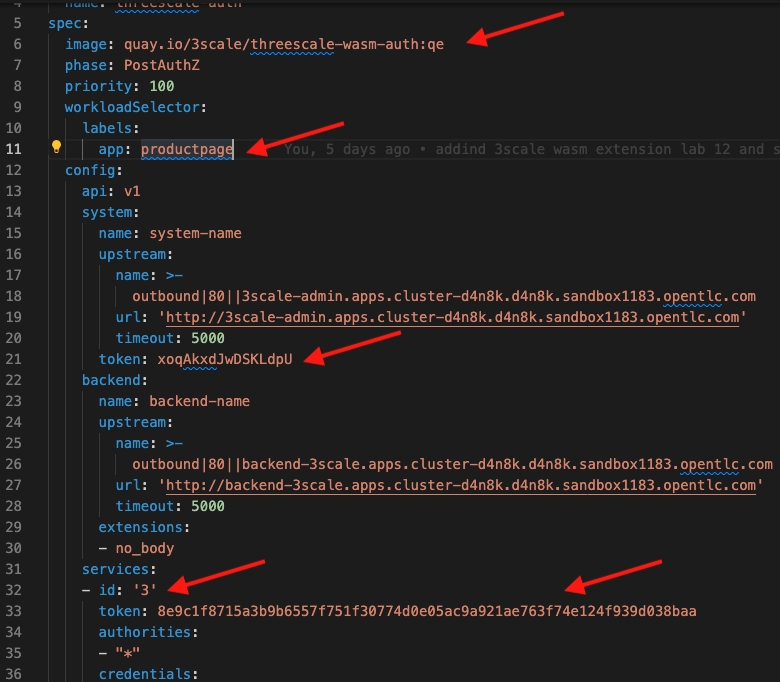 4 name: threescale-auth
5 spec:
6 image: quay.io/3scale/threescale-wasm-auth:qe
7 phase: PostAuthZ
8 priority: 100
9 workloadSelector:
10 labels:
11 app: productpage You, 5 days ago • addind 3scale wasm extension lab 12 and s
12 config:
13 api: v1
14 system:
15 name: system-name
16 upstream:
17 name: >-
18 outbound|80||3scale-admin.apps.cluster-d4n8k.d4n8k.sandbox1183.opentlc.com
19 url: 'http://3scale-admin.apps.cluster-d4n8k.d4n8k.sandbox1183.opentlc.com'
20 timeout: 5000
21 token: xoqAkxdJwDSKLdpU
22 backend:
23 name: backend-name
24 upstream:
25 name: >-
26 outbound|80||backend-3scale.apps.cluster-d4n8k.d4n8k.sandbox1183.opentlc.com
27 url: 'http://backend-3scale.apps.cluster-d4n8k.d4n8k.sandbox1183.opentlc.com'
28 timeout: 5000
29 extensions:
30 - no_body
31 services:
32 - id: '3'
33 token: 8e9c1f8715a3b9b6557f751f30774d0e05ac9a921ae763f74e124f939d038baa
34 authorities:
35 - "*"
36 credentials: